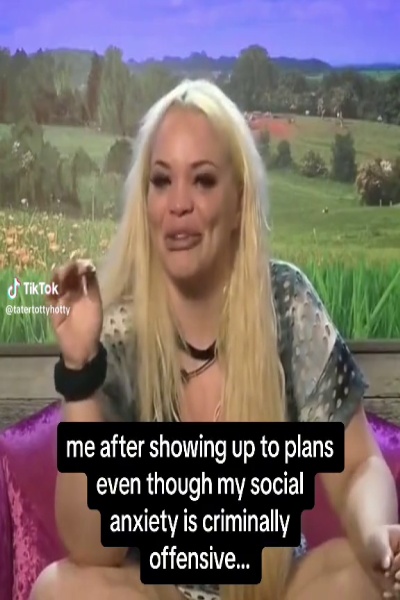 TikTok
@tatertottyhotty
me after showing up to plans
even though my social
anxiety is criminally
offensive...